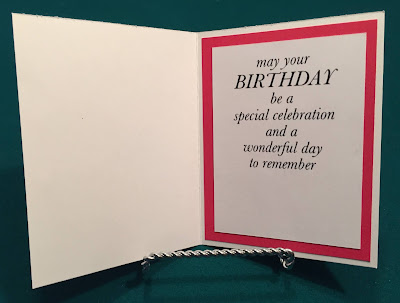 may your
BIRTHDAY
be a
special celebration
and a
wonderful day
to remember